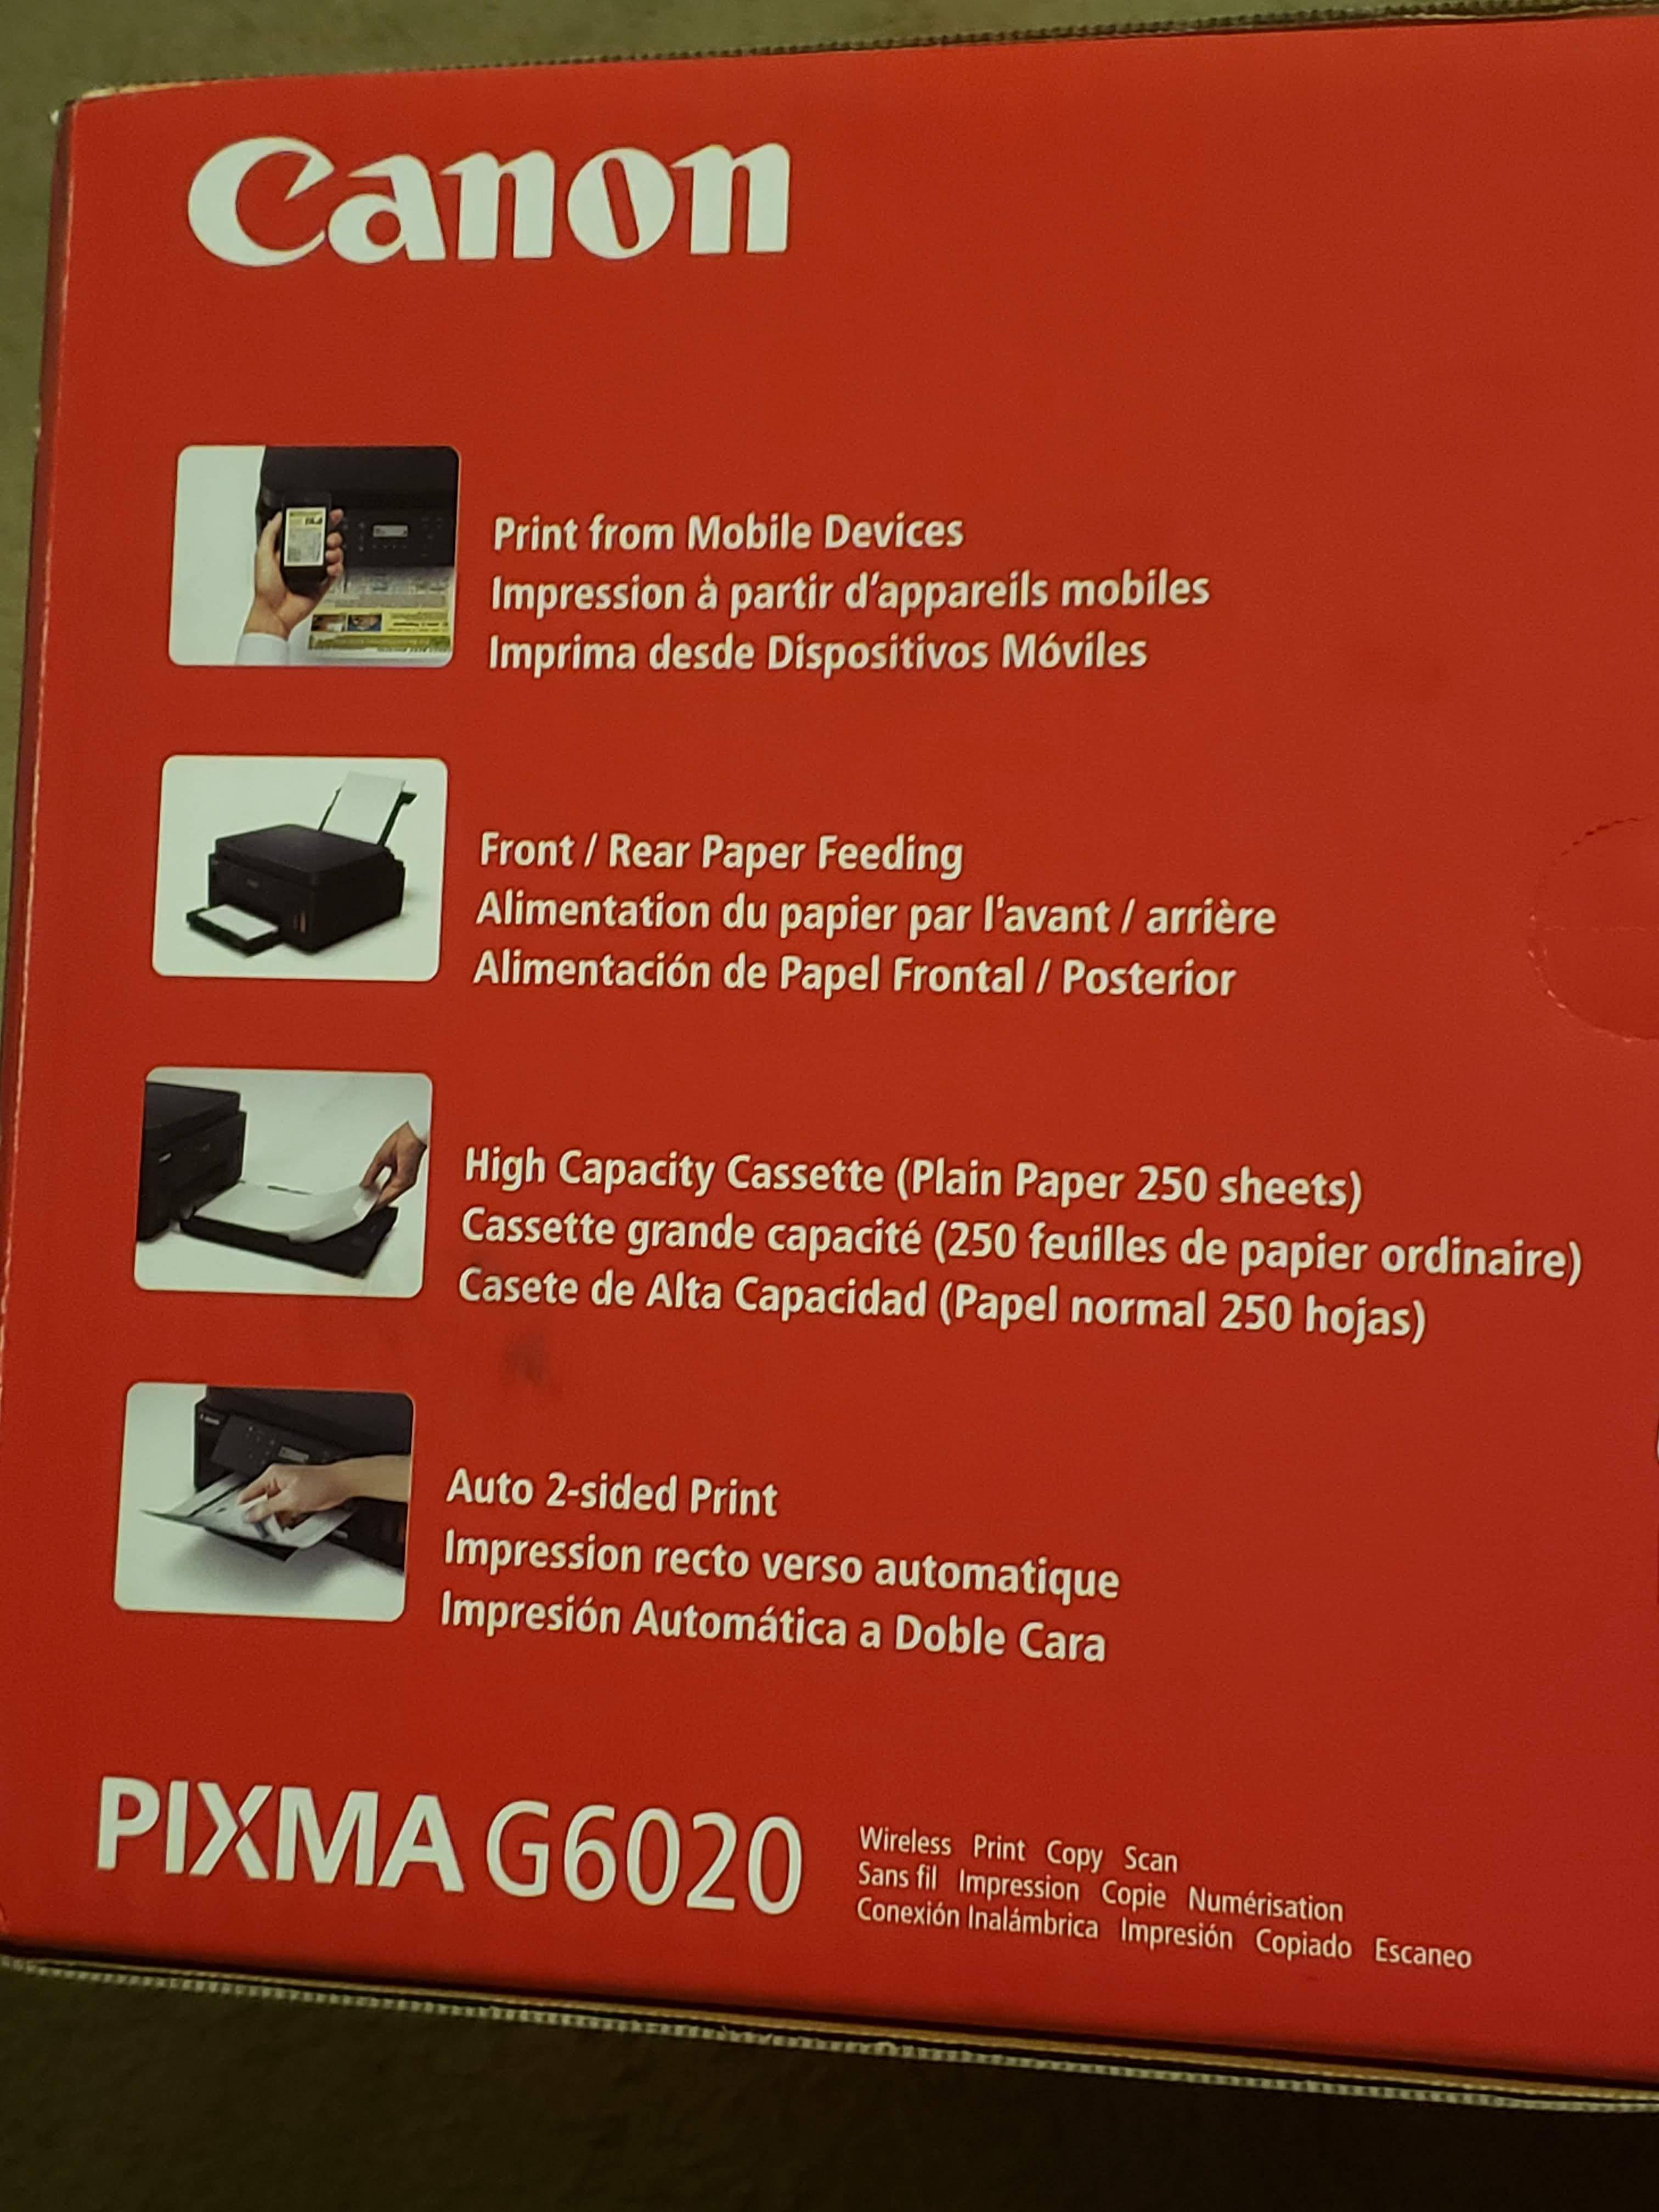 Canon
Print from Mobile Devices
Impression à partir d'appareils mobiles
Imprima desde Dispositivos Móviles
Front / Rear Paper Feeding
Alimentation du papier par l'avant / arrière
Alimentación de Papel Frontal / Posterior
High Capacity Cassette (Plain Paper 250 sheets)
Cassette grande capacité (250 feuilles de papier ordinaire)
Casete de Alta Capacidad (Papel normal 250 hojas)
Auto 2-sided Print
Impression recto verso automatique
Impresión Automática a Doble Cara
PIXMA G6020
Wireless Print Copy Scan
Sans fil Impression Copie Numérisation
Conexión Inalámbrica Impresión Copiado Escaneo